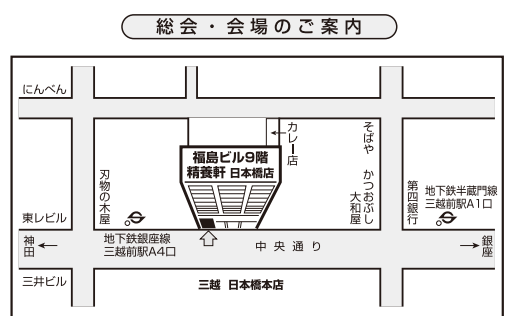 総会・会場のご案内
にんべん
カレー店
そばや
かつおぶし
大和屋
福島ビル9階
精養軒 日本橋店
刃物の木屋
第四銀行
地下鉄半蔵門線
三越前駅A1口
東レビル
神田
地下鉄銀座線
三越前駅A4口
中央通り
銀座
三井ビル
三越 日本橋本店